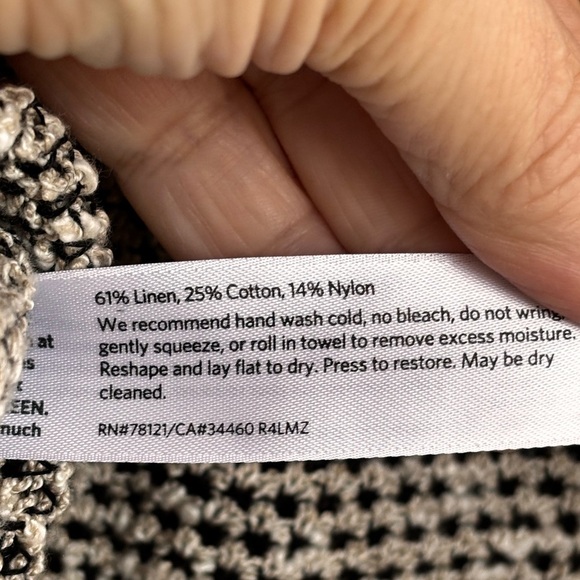 61% Linen, 25% Cotton, 14% Nylon
We recommend hand wash cold, no bleach, do not wring,
gently squeeze, or roll in towel to remove excess moisture.
Reshape and lay flat to dry. Press to restore. May be dry
cleaned.
RN#78121/CA#34460 R4LMZ
at
EEN.